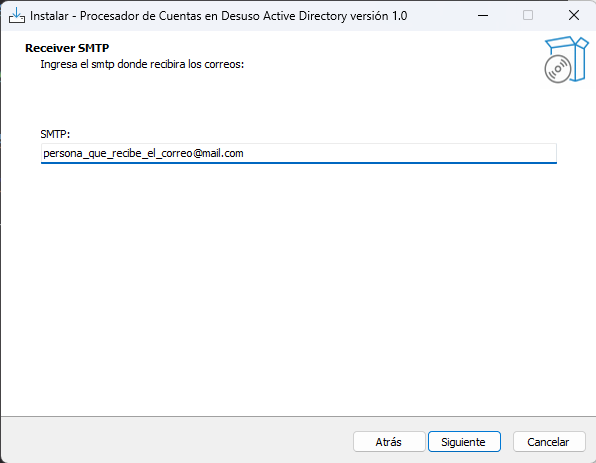 Instalar - Procesador de Cuentas en Desuso Active Directory versión 1.0
Receiver SMTP
Ingresa el smtp donde recibira los correos:
SMTP:
persona_que_recibe_el_correo@mail.com
Atrás
Siguiente
Cancelar